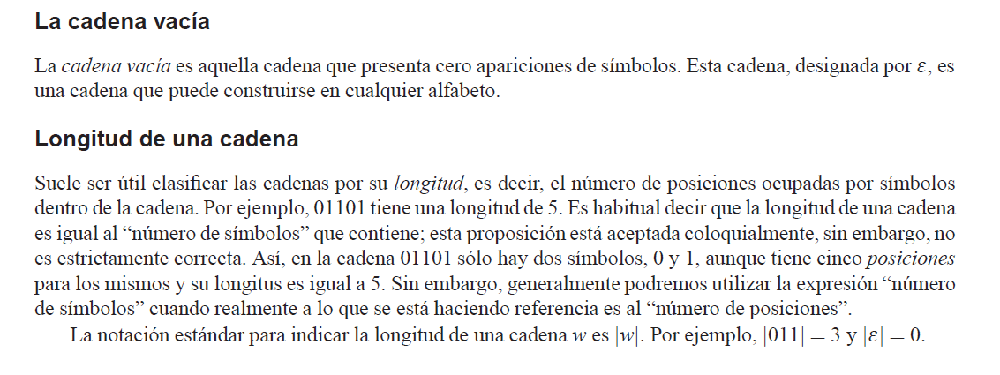 La cadena vacía
La cadena vacía es aquella cadena que presenta cero apariciones de símbolos. Esta cadena, designada por ε, es
una cadena que puede construirse en cualquier alfabeto.
Longitud de una cadena
Suele ser útil clasificar las cadenas por su longitud, es decir, el número de posiciones ocupadas por símbolos
dentro de la cadena. Por ejemplo, 01101 tiene una longitud de 5. Es habitual decir que la longitud de una cadena
es igual al “número de símbolos” que contiene; esta proposición está aceptada coloquialmente, sin embargo, no
es estrictamente correcta. Así, en la cadena 01101 sólo hay dos símbolos, 0 y 1, aunque tiene cinco posiciones
para los mismos y su longitus es igual a 5. Sin embargo, generalmente podremos utilizar la expresión “número
de símbolos” cuando realmente a lo que se está haciendo referencia es al “número de posiciones”.
La notación estándar para indicar la longitud de una cadena w es |w|. Por ejemplo, |011| = 3 y |ε| = 0.